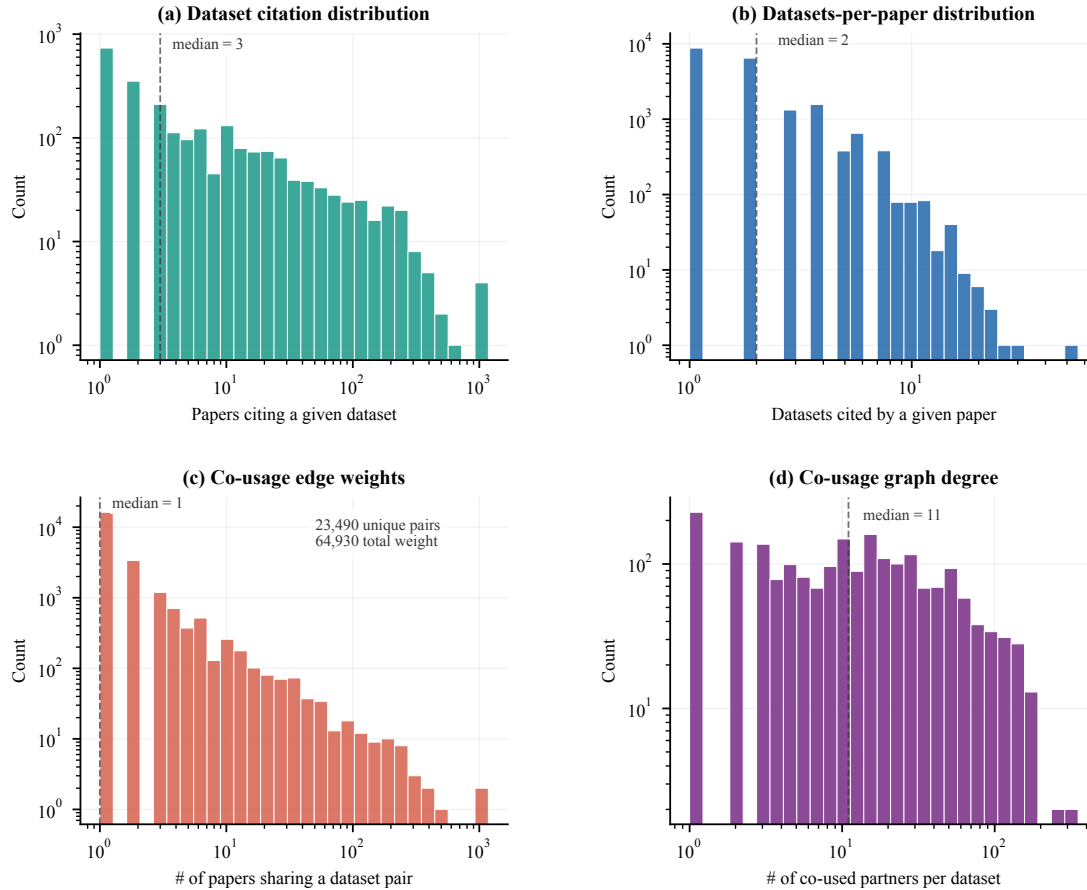 (a) Dataset citation distribution
median = 3
Count
10³
10²
10¹
10⁰
10⁰ 10¹ 10² 10³
Papers citing a given dataset
(b) Datasets-per-paper distribution
median = 2
Count
10⁴
10³
10²
10¹
10⁰
10⁰ 10¹
Datasets cited by a given paper
(c) Co-usage edge weights
median = 1
23,490 unique pairs
64,930 total weight
Count
10⁴
10³
10²
10¹
10⁰
10⁰ 10¹ 10² 10³
# of papers sharing a dataset pair
(d) Co-usage graph degree
median = 11
Count
10²
10¹
10⁰ 10¹ 10²
# of co-used partners per dataset